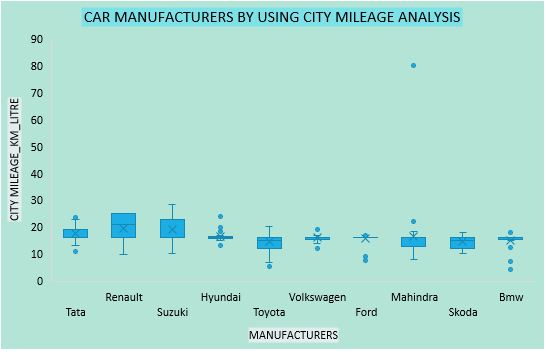 CAR MANUFACTURERS BY USING CITY MILEAGE ANALYSIS
CITY MILEAGE_KM_LITRE
90
80
70
60
50
40
30
20
10
0
Renault Hyundai Volkswagen Mahindra Bmw
Tata Suzuki Toyota Ford Skoda
MANUFACTURERS